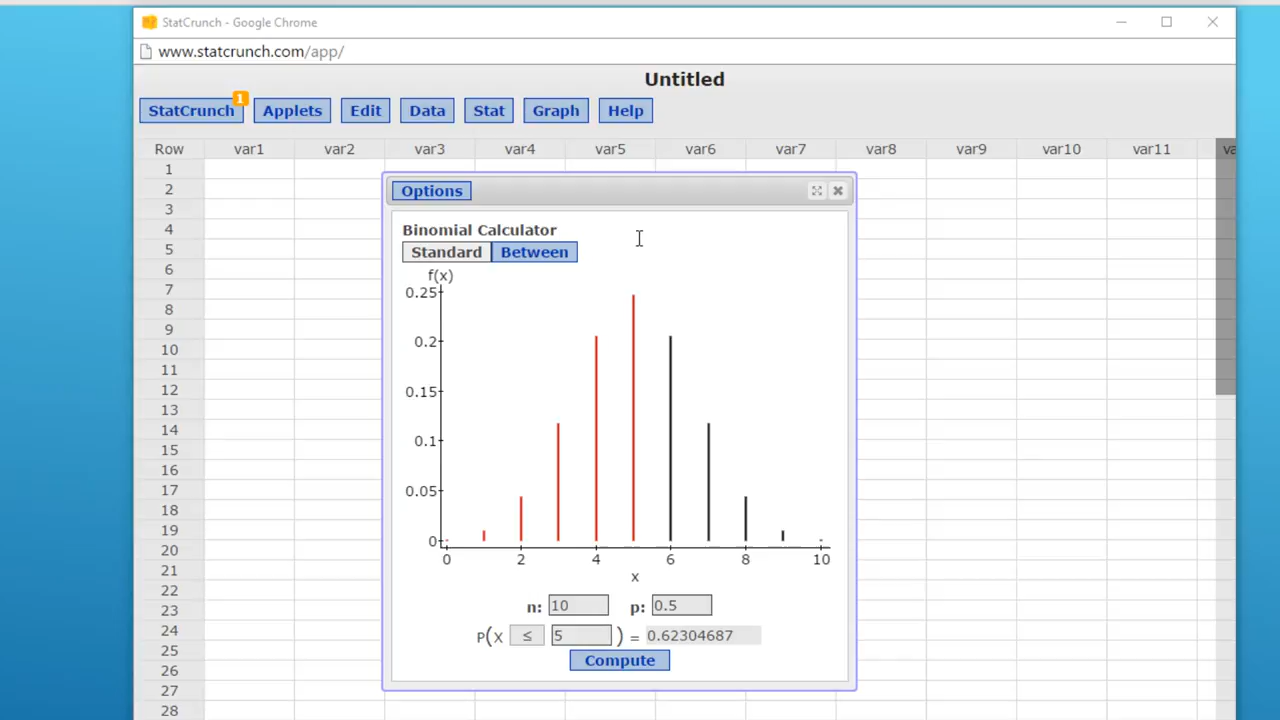 StatCrunch - Google Chrome
www.statcrunch.com/app/
Untitled
StatCrunch 1 Applets Edit Data Stat Graph Help
Row var1 var2 var3 var4 var5 var6 var7 var8 var9 var10 var11 va
1
2
3
4
5
6
7
8
9
10
11
12
13
14
15
16
17
18
19
20
21
22
23
24
25
26
27
28
Options
Binomial Calculator
Standard Between
f(x)
0.25
0.2
0.15
0.1
0.05
0
0 2 4 6 8 10
x
n: 10 p: 0.5
P(X ≤ 5 ) = 0.62304687
Compute